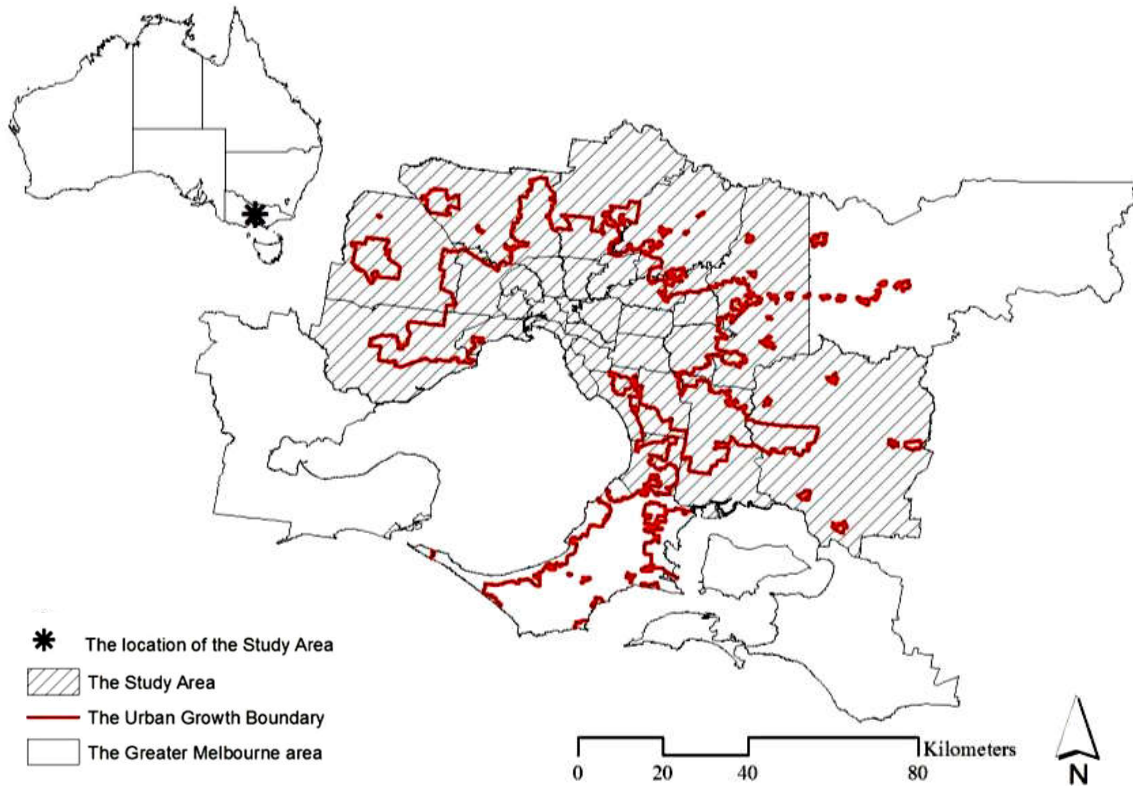 The location of the Study Area
The Study Area
The Urban Growth Boundary
The Greater Melbourne area
Kilometers
0 20 40 80
N